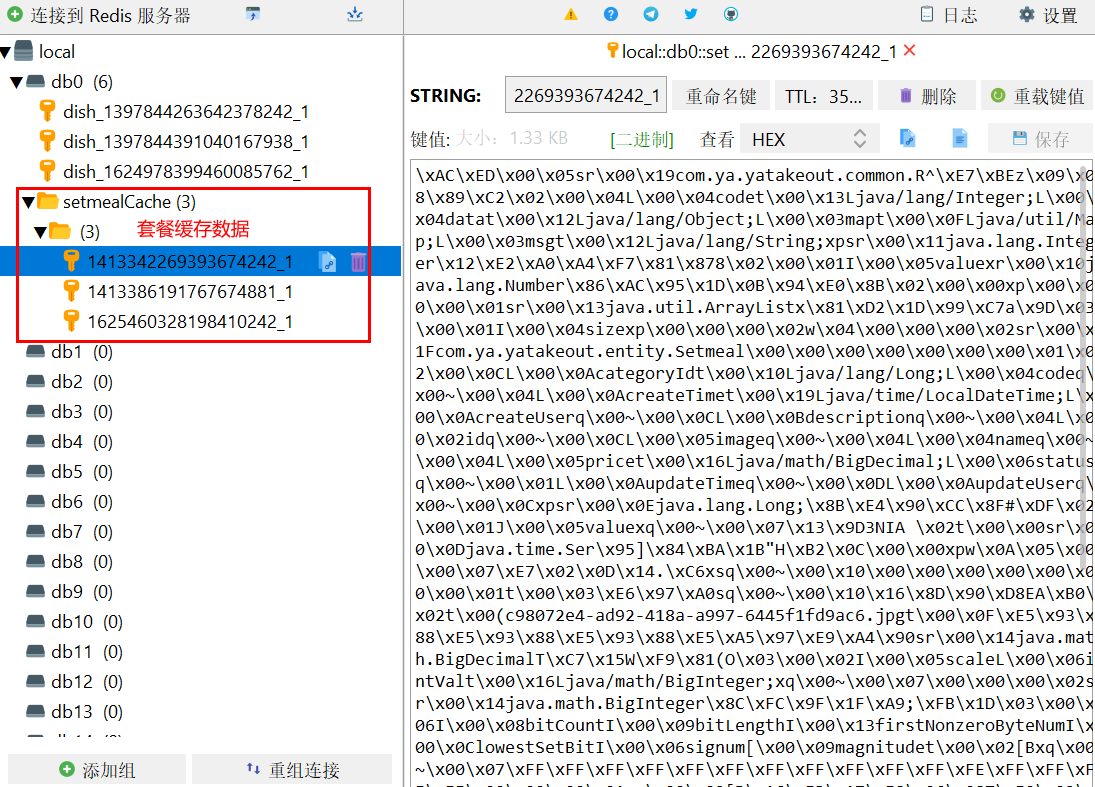 连接到 Redis 服务器
日志
设置
local
db0 (6)
dish_1397844263642378242_1
dish_1397844391040167938_1
dish_1624978399460085762_1
setmealCache (3)
(3)
套餐缓存数据
1413342269393674242_1
1413386191767674881_1
1625460328198410242_1
db1 (0)
db2 (0)
db3 (0)
db4 (0)
db5 (0)
db6 (0)
db7 (0)
db8 (0)
db9 (0)
db10 (0)
db11 (0)
db12 (0)
db13 (0)
添加组
重组连接
local::db0::set ... 2269393674242_1
STRING:
2269393674242_1
重命名键
TTL: 35...
删除
重载键值
键值: 大小: 1.33 KB
[二进制]
查看
HEX
保存
\xAC\xED\x00\x05sr\x00\x19com.ya.yatakeout.common.R^\xE7\xBEz\x09\x0
8\x89\xC2\x02\x00\x04L\x00\x04codet\x00\x13Ljava/lang/Integer;L\x00\x
04datat\x00\x12Ljava/lang/Object;L\x00\x03mapt\x00\x0FLjava/util/Ma
p;L\x00\x03msgt\x00\x12Ljava/lang/String;xpsr\x00\x11java.lang.Integ
er\x12\xE2\xA0\xA4\xF7\x81\x878\x02\x00\x01I\x00\x05valuexr\x00\x10j
ava.lang.Number\x86\xAC\x95\x1D\x0B\x94\xE0\x8B\x02\x00\x00xp\x00\x0
0\x00\x01sr\x00\x13java.util.ArrayListx\x81\xD2\x1D\x99\xC7a\x9D\x03
\x00\x01I\x00\x04sizexp\x00\x00\x00\x02w\x04\x00\x00\x00\x02sr\x00\x
1Fcom.ya.yatakeout.entity.Setmeal\x00\x00\x00\x00\x00\x00\x00\x01\x0
2\x00\x0CL\x00\x0AcategoryIdt\x00\x10Ljava/lang/Long;L\x00\x04codeq\
x00~\x00\x04L\x00\x0AcreateTimet\x00\x19Ljava/time/LocalDateTime;L\x
00\x0AcreateUserq\x00~\x00\x0CL\x00\x0Bdescriptionq\x00~\x00\x04L\x0
0\x02idq\x00~\x00\x0CL\x00\x05imageq\x00~\x00\x04L\x00\x04nameq\x00~
\x00\x04L\x00\x05pricet\x00\x16Ljava/math/BigDecimal;L\x00\x06status
q\x00~\x00\x01L\x00\x0AupdateTimeq\x00~\x00\x0DL\x00\x0AupdateUserq\
x00~\x00\x0Cxpsr\x00\x0Ejava.lang.Long;\x8B\xE4\x90\xCC\x8F#\xDF\x02
\x00\x01J\x00\x05valuexq\x00~\x00\x07\x13\x9D3NIA \x02t\x00\x00sr\x0
0\x0Djava.time.Ser\x95]\x84\xBA\x1B"H\xB2\x0C\x00\x00xpw\x0A\x05\x00
\x00\x07\xE7\x02\x0D\x14.\xC6xsq\x00~\x00\x10\x00\x00\x00\x00\x00\x0
0\x00\x01t\x00\x03\xE6\x97\xA0sq\x00~\x00\x10\x16\x8D\x90\xD8EA\xB0\
x02t\x00(c98072e4-ad92-418a-a997-6445f1fd9ac6.jpgt\x00\x0F\xE5\x93\x
88\xE5\x93\x88\xE5\x93\x88\xE5\xA5\x97\xE9\xA4\x90sr\x00\x14java.mat
h.BigDecimalT\xC7\x15W\xF9\x81(O\x03\x00\x02I\x00\x05scaleL\x00\x06i
ntValt\x00\x16Ljava/math/BigInteger;xq\x00~\x00\x07\x00\x00\x00\x02s
r\x00\x14java.math.BigInteger\x8C\xFC\x9F\x1F\xA9;\xFB\x1D\x03\x00\x
06I\x00\x08bitCountI\x00\x09bitLengthI\x00\x13firstNonzeroByteNumI\x
00\x0ClowestSetBitI\x00\x06signum[\x00\x09magnitudet\x00\x02[Bxq\x00
~\x00\x07\xFF\xFF\xFF\xFF\xFF\xFF\xFF\xFF\xFF\xFF\xFF\xFE\xFF\xFF\xF